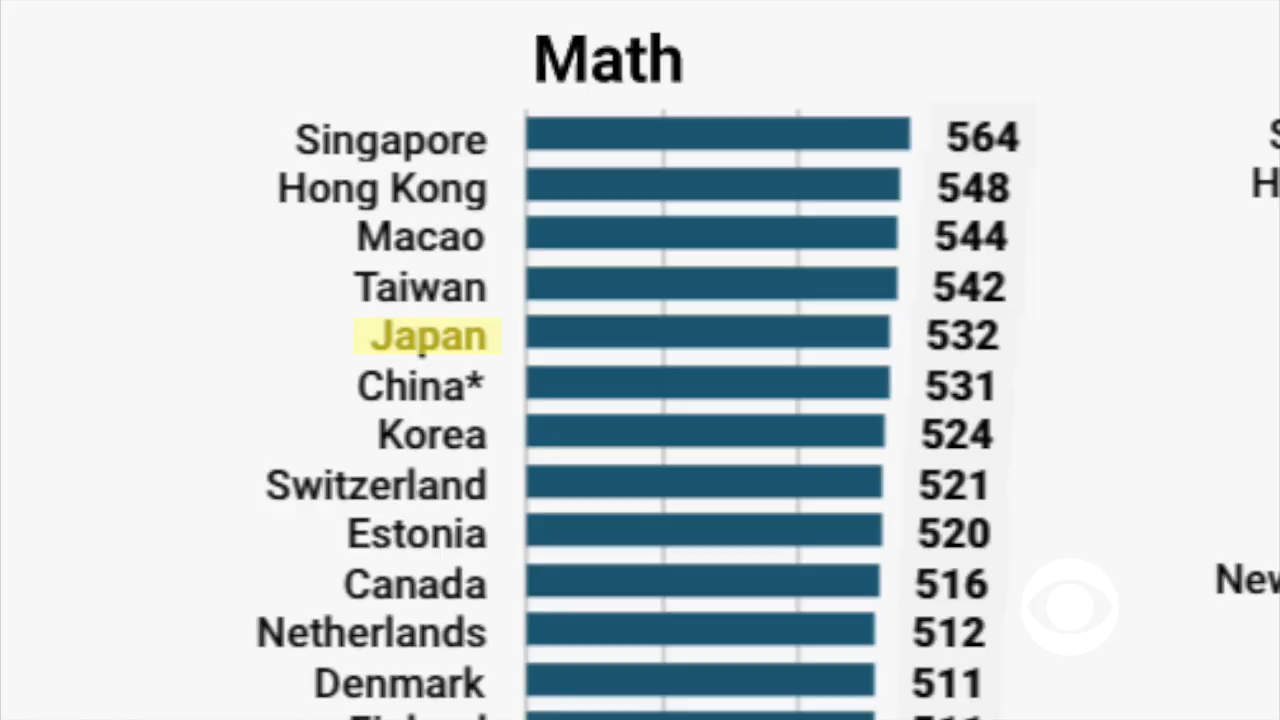 Math
Singapore 564
Hong Kong 548
Macao 544
Taiwan 542
Japan 532
China* 531
Korea 524
Switzerland 521
Estonia 520
Canada 516
Netherlands 512
Denmark 511